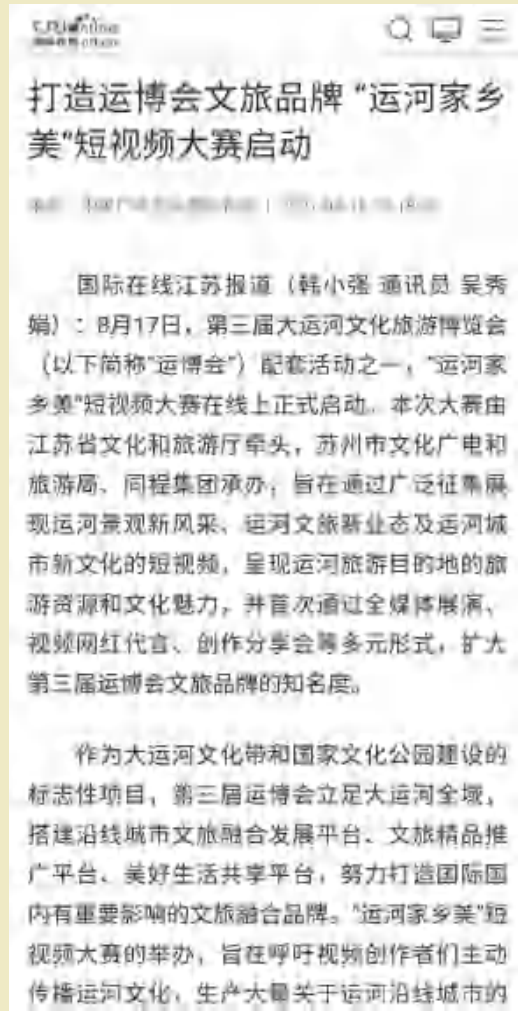 打造运博会文旅品牌 “运河家乡
美”短视频大赛启动
国际在线江苏报道（韩小强 通讯员 吴秀
娟）：8月17日，第三届大运河文化旅游博览会
（以下简称“运博会”）配套活动之一，“运河家
乡美”短视频大赛在线上正式启动。本次大赛由
江苏省文化和旅游厅牵头，苏州市文化广电和
旅游局、同程集团承办，旨在通过广泛征集展
现运河景观新风采、运河文旅新业态及运河城
市新文化的短视频，呈现运河旅游目的地的旅
游资源和文化魅力，并首次通过全媒体展演、
视频网红代言、创作分享会等多元形式，扩大
第三届运博会文旅品牌的知名度。
作为大运河文化带和国家文化公园建设的
标志性项目，第三届运博会立足大运河全域，
搭建沿线城市文旅融合发展平台、文旅精品推
广平台、美好生活共享平台，努力打造国际国
内有重要影响的文旅融合品牌。“运河家乡美”短
视频大赛的举办，旨在呼吁视频创作者们主动
传播运河文化，生产大量关于运河沿线城市的